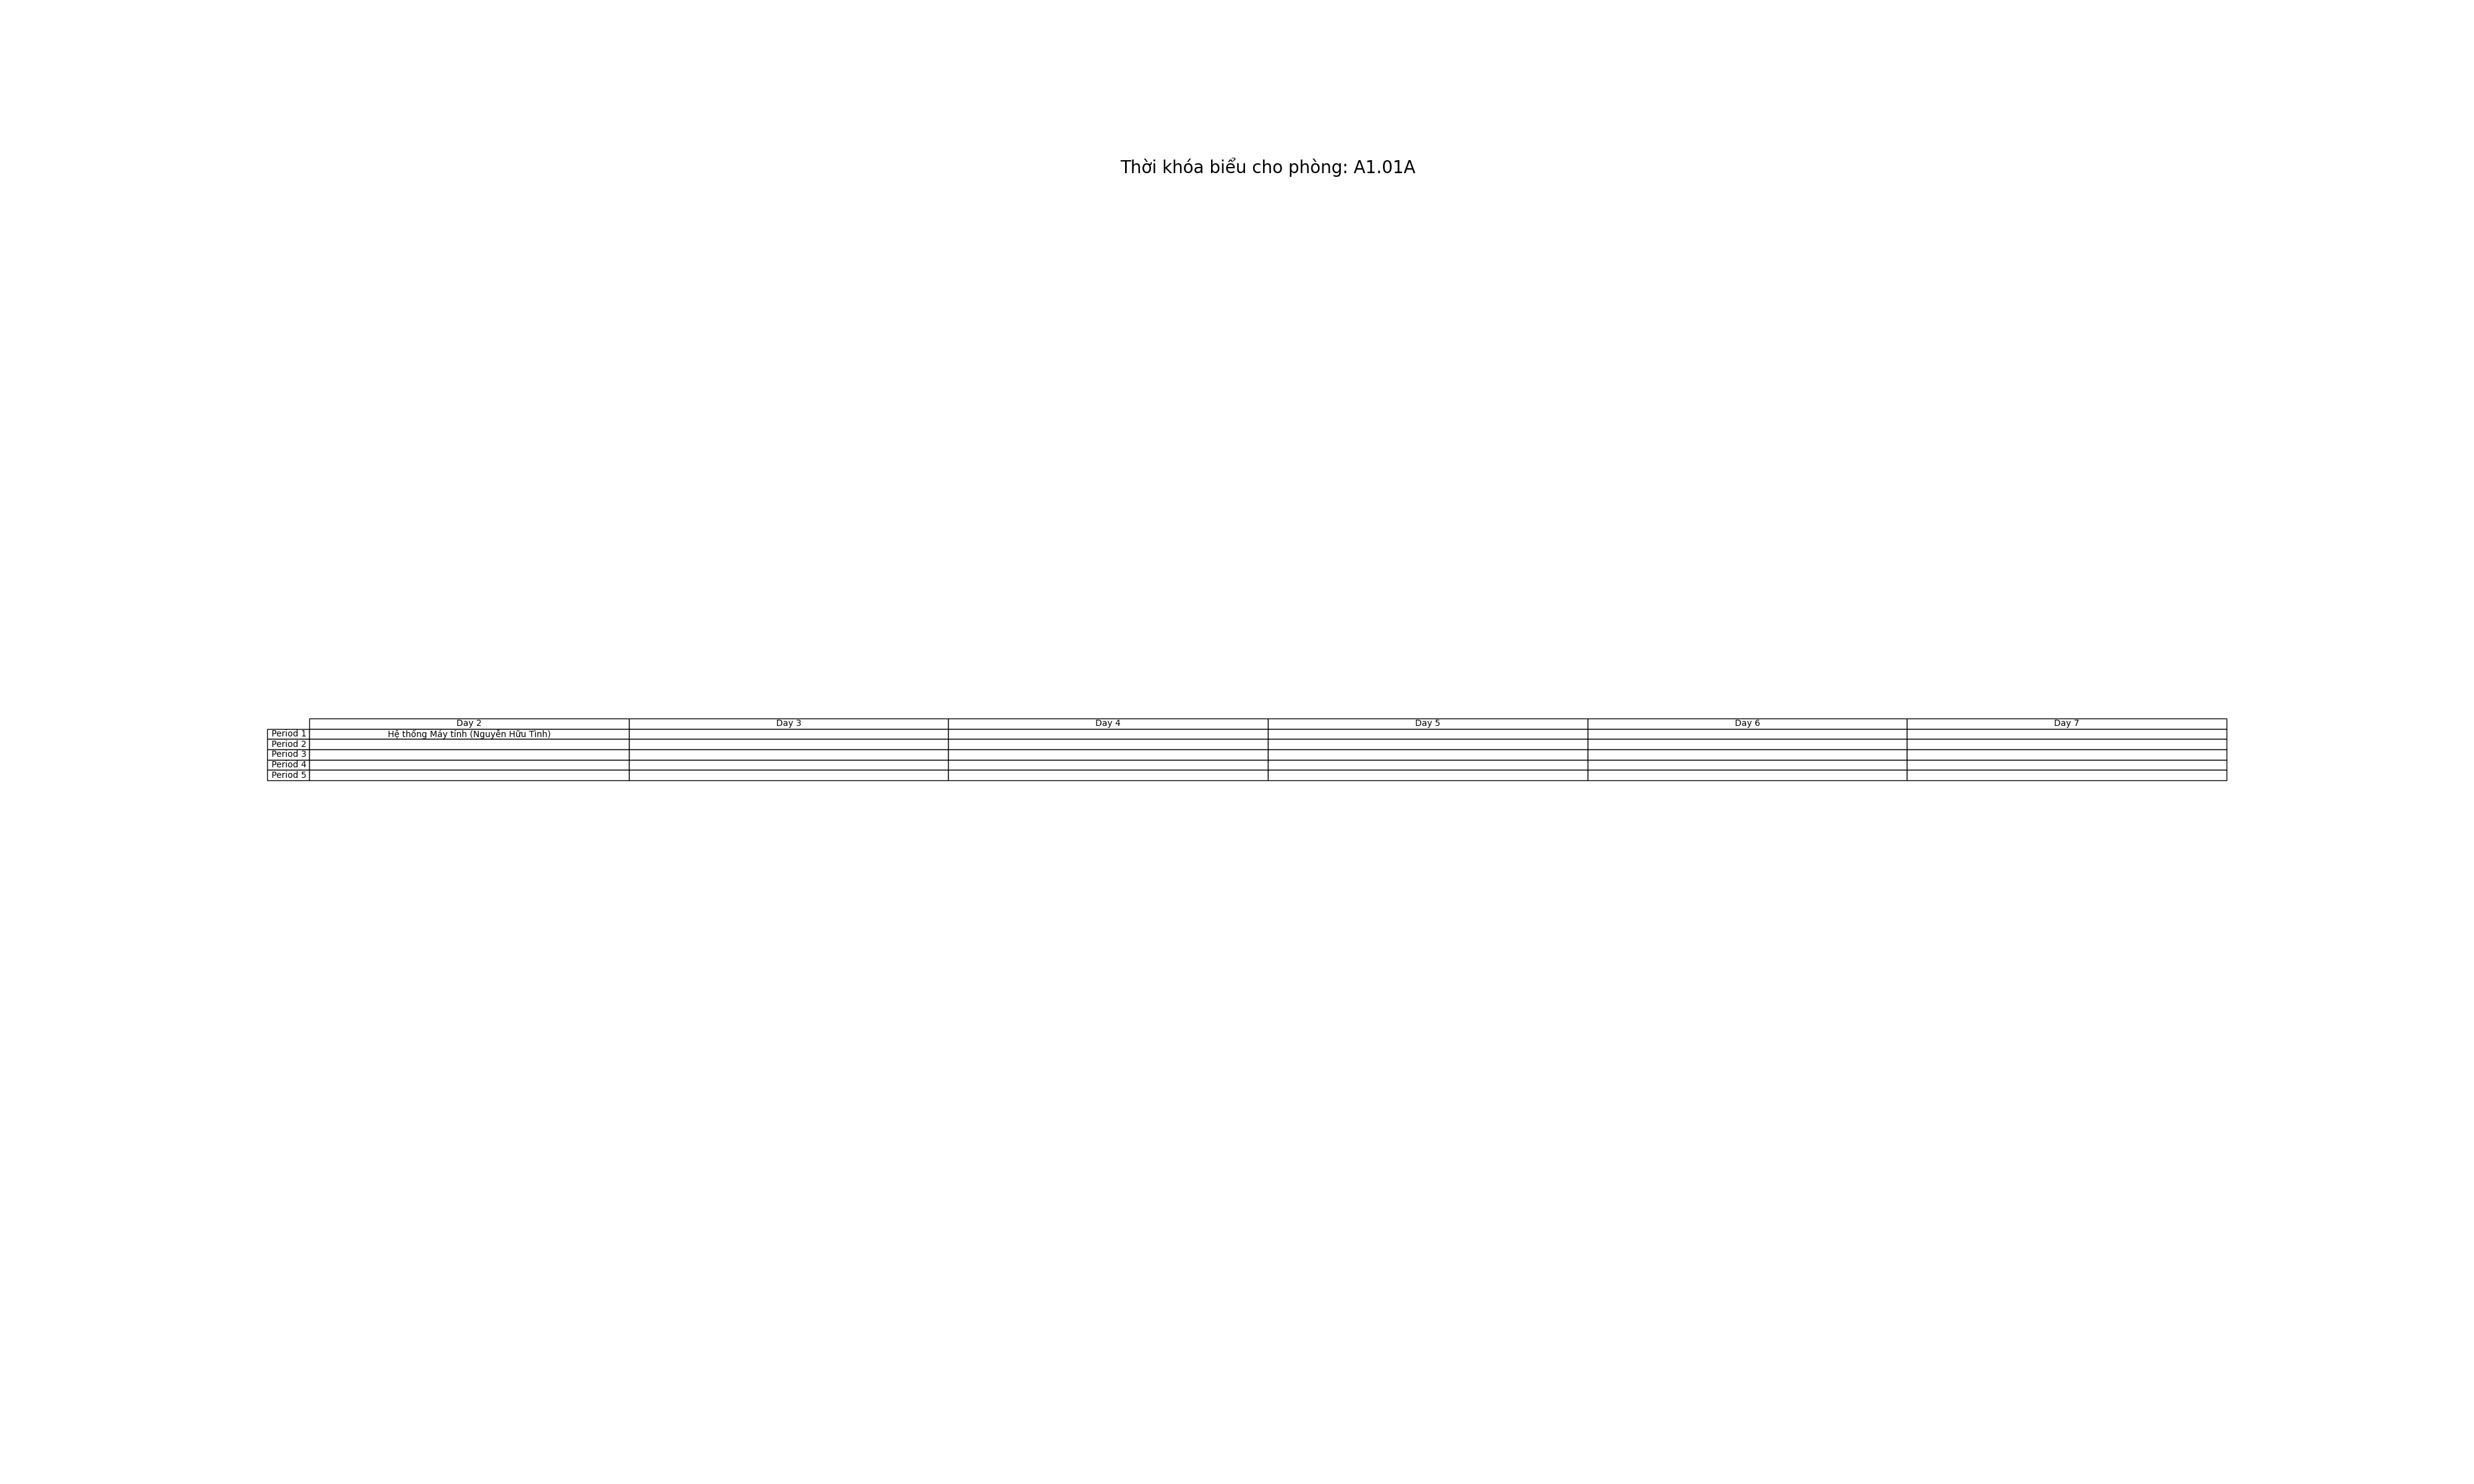 Thời khóa biểu cho phòng: A1.01A
Day 2 Day 3 Day 4 Day 5 Day 6 Day 7
Period 1 Hệ thống Máy tính (Nguyễn Hữu Tình)
Period 2
Period 3
Period 4
Period 5